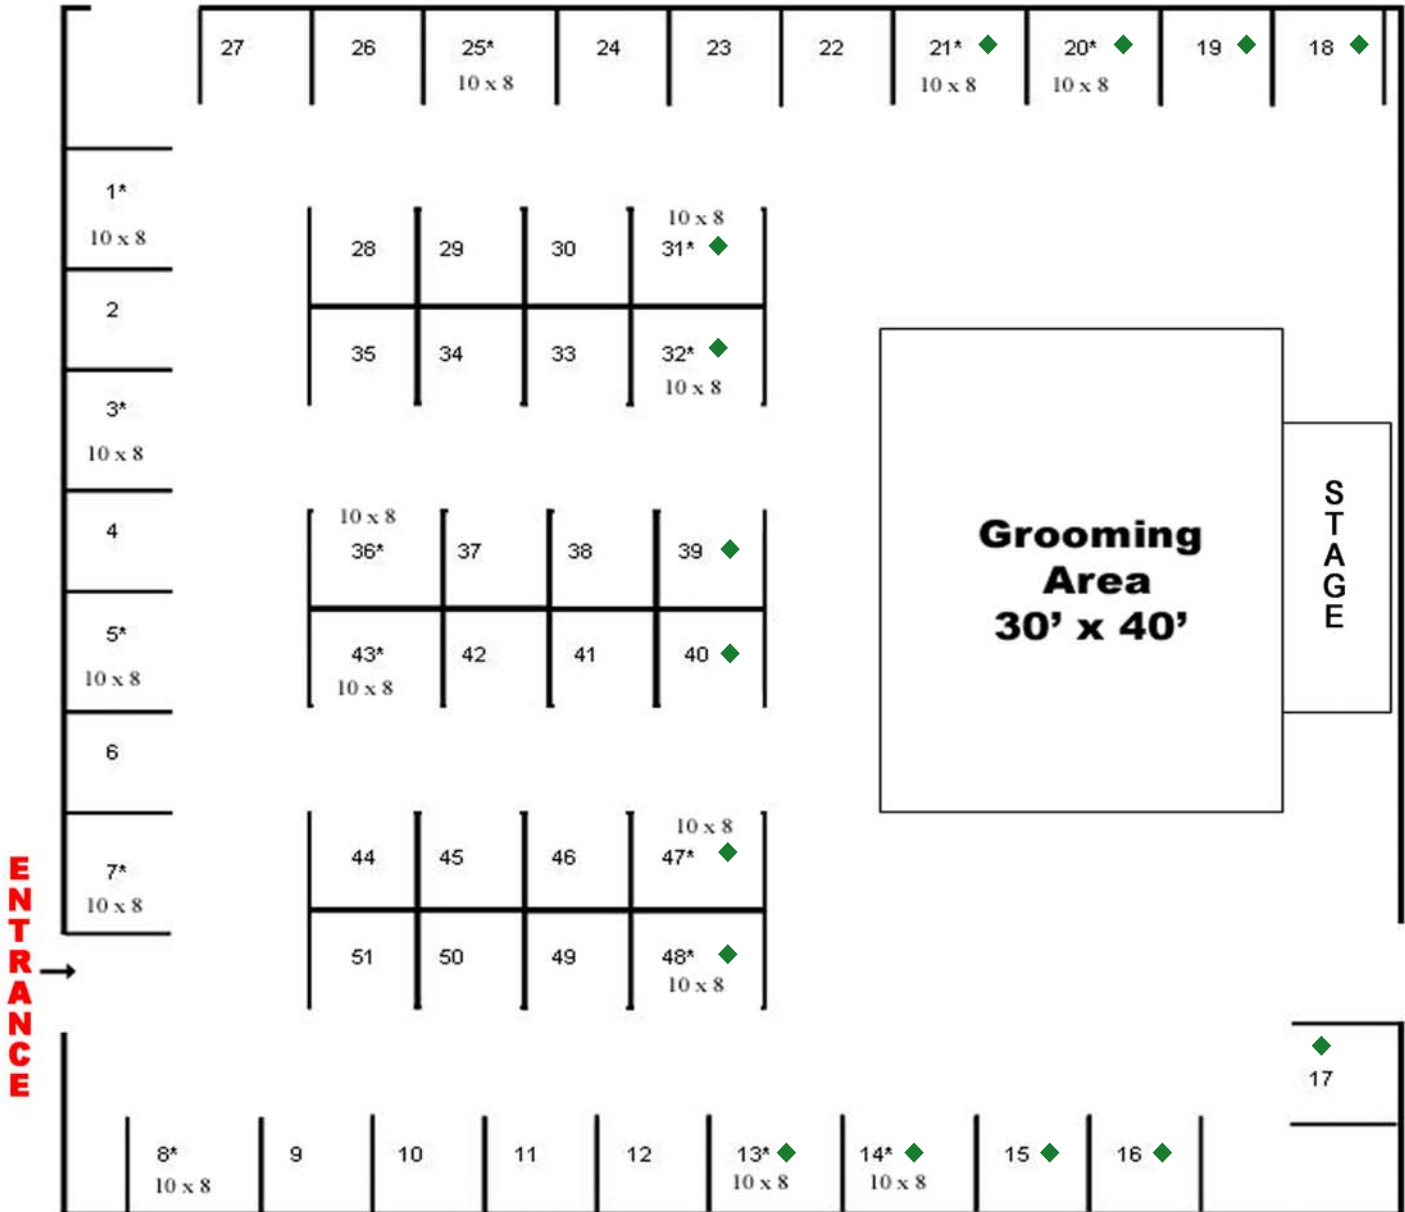 27 26 25* 24 23 22 21* 20* 19 18
10 x 8 10 x 8 10 x 8
1*
10 x 8
2
3*
10 x 8
4
5*
10 x 8
6
7*
10 x 8
10 x 8
28 29 30 31*
35 34 33 32*
10 x 8
10 x 8
36* 37 38 39
43* 42 41 40
10 x 8
10 x 8
44 45 46 47*
51 50 49 48*
10 x 8
Grooming
Area
30’ x 40’
STAGE
ENTRANCE
17
8* 9 10 11 12 13* 14* 15 16
10 x 8 10 x 8 10 x 8